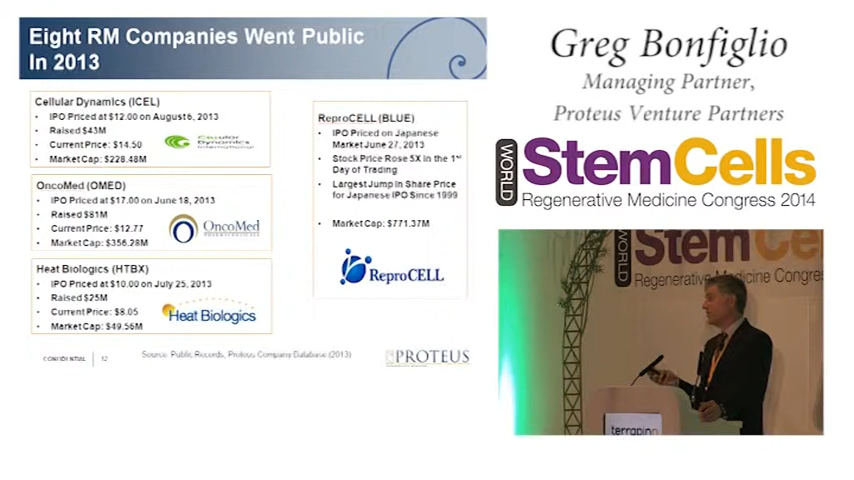 Eight RM Companies Went Public
In 2013
Cellular Dynamics (ICEL)
• IPO Priced at $12.00 on August 6, 2013
• Raised $43M
• Current Price: $14.50
• Market Cap: $228.48M
Cellular
Dynamics
International
OncoMed (OMED)
• IPO Priced at $17.00 on June 18, 2013
• Raised $81M
• Current Price: $12.77
• Market Cap: $356.28M
OncoMed
PHARMACEUTICALS
Heat Biologics (HTBX)
• IPO Priced at $10.00 on July 25, 2013
• Raised $25M
• Current Price: $8.05
• Market Cap: $49.56M
Heat Biologics
ReproCELL (BLUE)
• IPO Priced on Japanese
Market June 27, 2013
• Stock Price Rose 5X in the 1st
Day of Trading
• Largest Jump in Share Price
for Japanese IPO Since 1999
• Market Cap: $771.37M
ReproCELL
CONFIDENTIAL | 12
Source: Public Records, Proteus Company Database (2013)
PROTEUS
Greg Bonfiglio
Managing Partner,
Proteus Venture Partners
WORLD
StemCells
Regenerative Medicine Congress 2014
WORLD
StemCe
Regenerative Medicine Congress
terrapinn